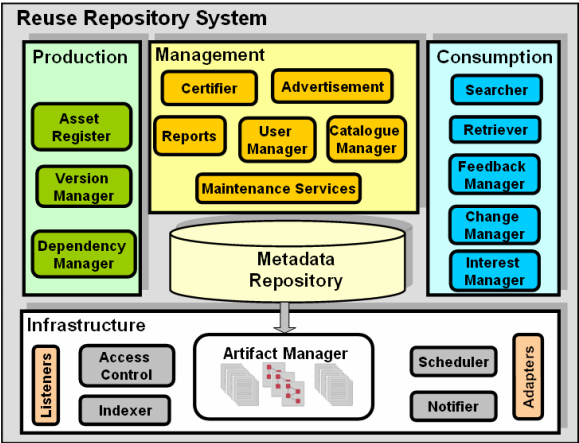 Reuse Repository System
Production
Asset
Register
Version
Manager
Dependency
Manager
Management
Certifier
Advertisement
Reports
User
Manager
Catalogue
Manager
Maintenance Services
Consumption
Searcher
Retriever
Feedback
Manager
Change
Manager
Interest
Manager
Metadata
Repository
Infrastructure
Listeners
Access
Control
Indexer
Artifact Manager
Scheduler
Notifier
Adapters